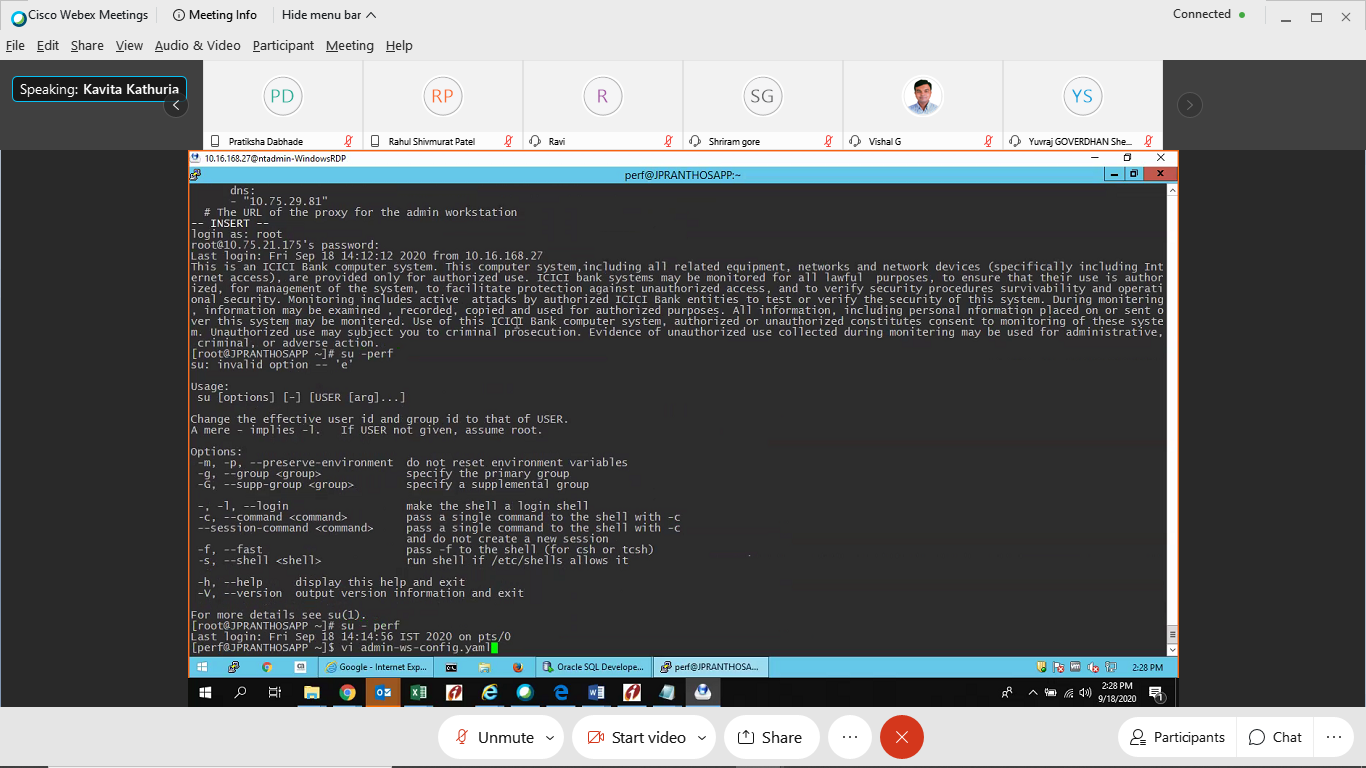 Cisco Webex Meetings
Meeting Info
Hide menu bar
Connected
File Edit Share View Audio & Video Participant Meeting Help
Speaking: Kavita Kathuria
PD
RP
R
SG
YS
Pratiksha Dabhade
Rahul Shivmurat Patel
Ravi
Shriram gore
Vishal G
Yuvraj GOVERDHAN She...
10.16.168.27@ntadmin-WindowsRDP
perf@JPRANTHOSAPP:~
dns:
- "10.75.29.81"
# The URL of the proxy for the admin workstation
-- INSERT --
login as: root
root@10.75.21.175's password:
Last login: Fri Sep 18 14:12:12 2020 from 10.16.168.27
This is an ICICI Bank computer system. This computer system,including all related equipment, networks and network devices (specifically including Int
ernet access), are provided only for authorized use. ICICI bank systems may be monitored for all lawful  purposes, to ensure that their use is author
ized, for management of the system, to facilitate protection against unauthorized access, and to verify security procedures survivability and operati
onal security. Monitoring includes active  attacks by authorized ICICI Bank entities to test or verify the security of this system. During monitoring
, information may be examined , recorded, copied and used for authorized purposes. All information, including personal nformation placed on or sent o
ver this system may be monitered. Use of this ICICI Bank computer system, authorized or unauthorized constitutes consent to monitoring of these syste
m. Unauthorized use may subject you to criminal prosecution. Evidence of unauthorized use collected during monitoring may be used for administrative,
criminal, or adverse action.
[root@JPRANTHOSAPP ~]# su -perf
su: invalid option -- 'e'
Usage:
su [options] [-] [USER [arg]...]
Change the effective user id and group id to that of USER.
A mere - implies -l.   If USER not given, assume root.
Options:
-m, -p, --preserve-environment  do not reset environment variables
-g, --group <group>             specify the primary group
-G, --supp-group <group>        specify a supplemental group
-, -l, --login                  make the shell a login shell
-c, --command <command>         pass a single command to the shell with -c
--session-command <command>     pass a single command to the shell with -c
and do not create a new session
-f, --fast                      pass -f to the shell (for csh or tcsh)
-s, --shell <shell>             run shell if /etc/shells allows it
-h, --help     display this help and exit
-V, --version  output version information and exit
For more details see su(1).
[root@JPRANTHOSAPP ~]# su - perf
Last login: Fri Sep 18 14:14:56 IST 2020 on pts/0
[perf@JPRANTHOSAPP ~]$ vi admin-ws-config.yaml
Google - Internet Exp...
Oracle SQL Develope...
perf@JPRANTHOSA...
2:28 PM
2:28 PM
9/18/2020
1
Unmute
Start video
Share
Participants
Chat